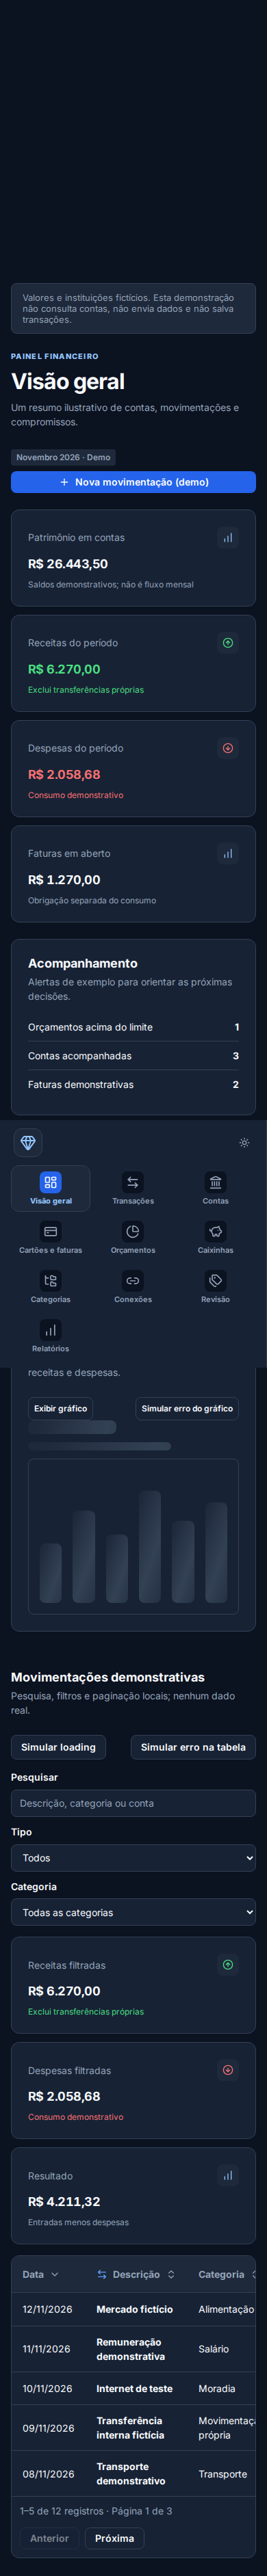 Valores e instituições fictícios. Esta demonstração
não consulta contas, não envia dados e não salva
transações.
PAINEL FINANCEIRO
Visão geral
Um resumo ilustrativo de contas, movimentações e
compromissos.
Novembro 2026 · Demo
+ Nova movimentação (demo)
Patrimônio em contas
R$ 26.443,50
Saldos demonstrativos; não é fluxo mensal
Receitas do período
R$ 6.270,00
Exclui transferências próprias
Despesas do período
R$ 2.058,68
Consumo demonstrativo
Faturas em aberto
R$ 1.270,00
Obrigação separada do consumo
Acompanhamento
Alertas de exemplo para orientar as próximas
decisões.
Orçamentos acima do limite 1
Contas acompanhadas 3
Faturas demonstrativas 2
Visão geral Transações Contas
Cartões e faturas Orçamentos Caixinhas
Categorias Conexões Revisão
Relatórios
receitas e despesas.
Exibir gráfico Simular erro do gráfico
Movimentações demonstrativas
Pesquisa, filtros e paginação locais; nenhum dado
real.
Simular loading Simular erro na tabela
Pesquisar
Descrição, categoria ou conta
Tipo
Todos
Categoria
Todas as categorias
Receitas filtradas
R$ 6.270,00
Exclui transferências próprias
Despesas filtradas
R$ 2.058,68
Consumo demonstrativo
Resultado
R$ 4.211,32
Entradas menos despesas
Data Descrição Categoria
12/11/2026 Mercado fictício Alimentação
11/11/2026 Remuneração demonstrativa Salário
10/11/2026 Internet de teste Moradia
09/11/2026 Transferência interna fictícia Movimentaç própria
08/11/2026 Transporte demonstrativo Transporte
1–5 de 12 registros · Página 1 de 3
Anterior Próxima